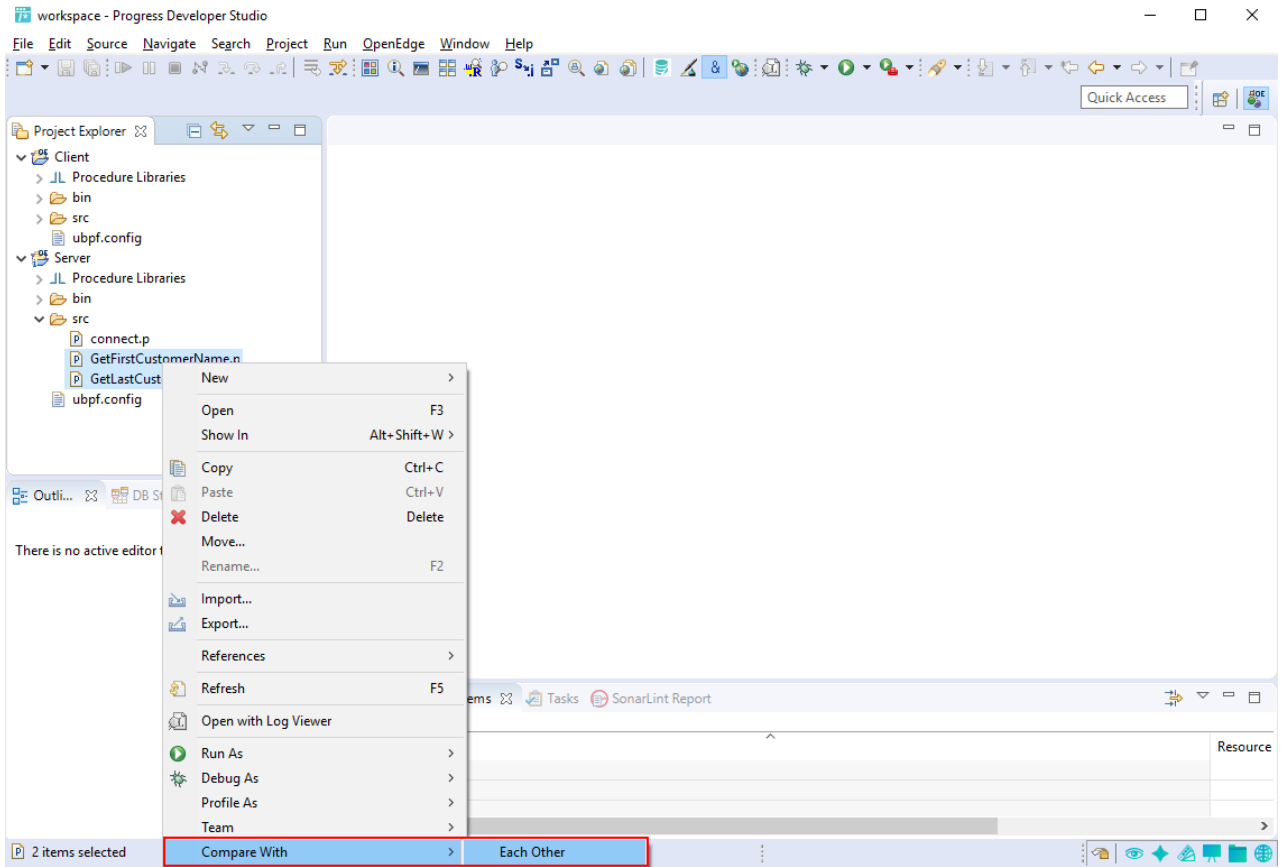 workspace - Progress Developer Studio
File Edit Source Navigate Search Project Run OpenEdge Window Help
Quick Access
Project Explorer
Client
Procedure Libraries
bin
src
ubpf.config
Server
Procedure Libraries
bin
src
connect.p
GetFirstCustomerName.p
GetLastCust
ubpf.config
New
Open F3
Show In Alt+Shift+W
Copy Ctrl+C
Paste Ctrl+V
Delete Delete
Move...
Rename... F2
Import...
Export...
References
Refresh F5
Open with Log Viewer
Run As
Debug As
Profile As
Team
Compare With
Each Other
Outli... DB St
There is no active editor t
ems Tasks SonarLint Report
Resource
2 items selected